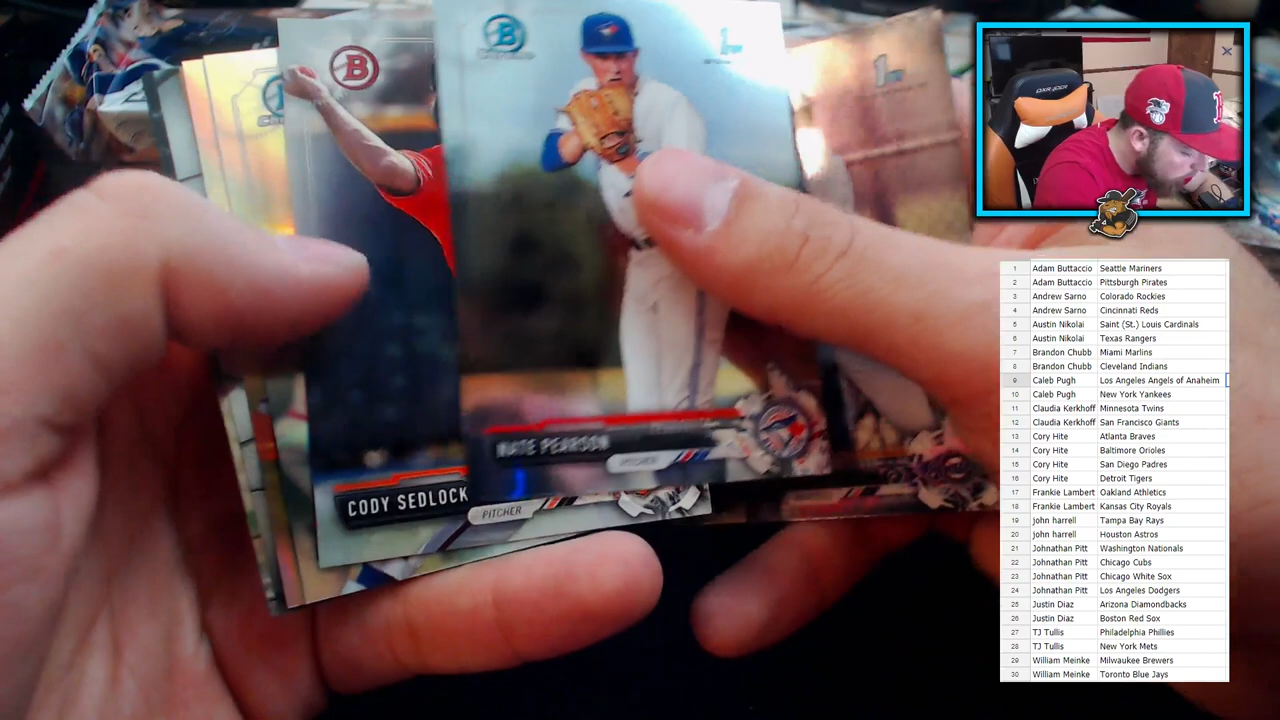 B
B
1st
1st
DXRACER
B
NATE PEARSON
PITCHER
CODY SEDLOCK
PITCHER
1 Adam Buttaccio Seattle Mariners
2 Adam Buttaccio Pittsburgh Pirates
3 Andrew Sarno Colorado Rockies
4 Andrew Sarno Cincinnati Reds
5 Austin Nikolai Saint (St.) Louis Cardinals
6 Austin Nikolai Texas Rangers
7 Brandon Chubb Miami Marlins
8 Brandon Chubb Cleveland Indians
9 Caleb Pugh Los Angeles Angels of Anaheim
10 Caleb Pugh New York Yankees
11 Claudia Kerkhoff Minnesota Twins
12 Claudia Kerkhoff San Francisco Giants
13 Cory Hite Atlanta Braves
14 Cory Hite Baltimore Orioles
15 Cory Hite San Diego Padres
16 Cory Hite Detroit Tigers
17 Frankie Lambert Oakland Athletics
18 Frankie Lambert Kansas City Royals
19 john harrell Tampa Bay Rays
20 john harrell Houston Astros
21 Johnathan Pitt Washington Nationals
22 Johnathan Pitt Chicago Cubs
23 Johnathan Pitt Chicago White Sox
24 Johnathan Pitt Los Angeles Dodgers
25 Justin Diaz Arizona Diamondbacks
26 Justin Diaz Boston Red Sox
27 TJ Tullis Philadelphia Phillies
28 TJ Tullis New York Mets
29 William Meinke Milwaukee Brewers
30 William Meinke Toronto Blue Jays